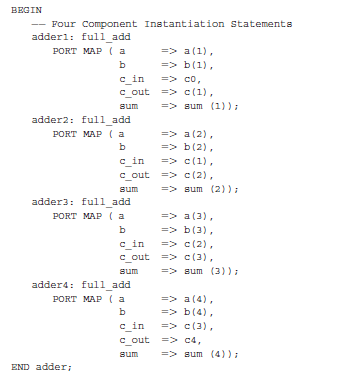 BEGIN
-- Four Component Instantiation Statements
adder1: full_add
PORT MAP ( a => a(1),
b => b(1),
c_in => c0,
c_out => c(1),
sum => sum (1));
adder2: full_add
PORT MAP ( a => a(2),
b => b(2),
c_in => c(1),
c_out => c(2),
sum => sum (2));
adder3: full_add
PORT MAP ( a => a(3),
b => b(3),
c_in => c(2),
c_out => c(3),
sum => sum (3));
adder4: full_add
PORT MAP ( a => a(4),
b => b(4),
c_in => c(3),
c_out => c4,
sum => sum (4));
END adder;